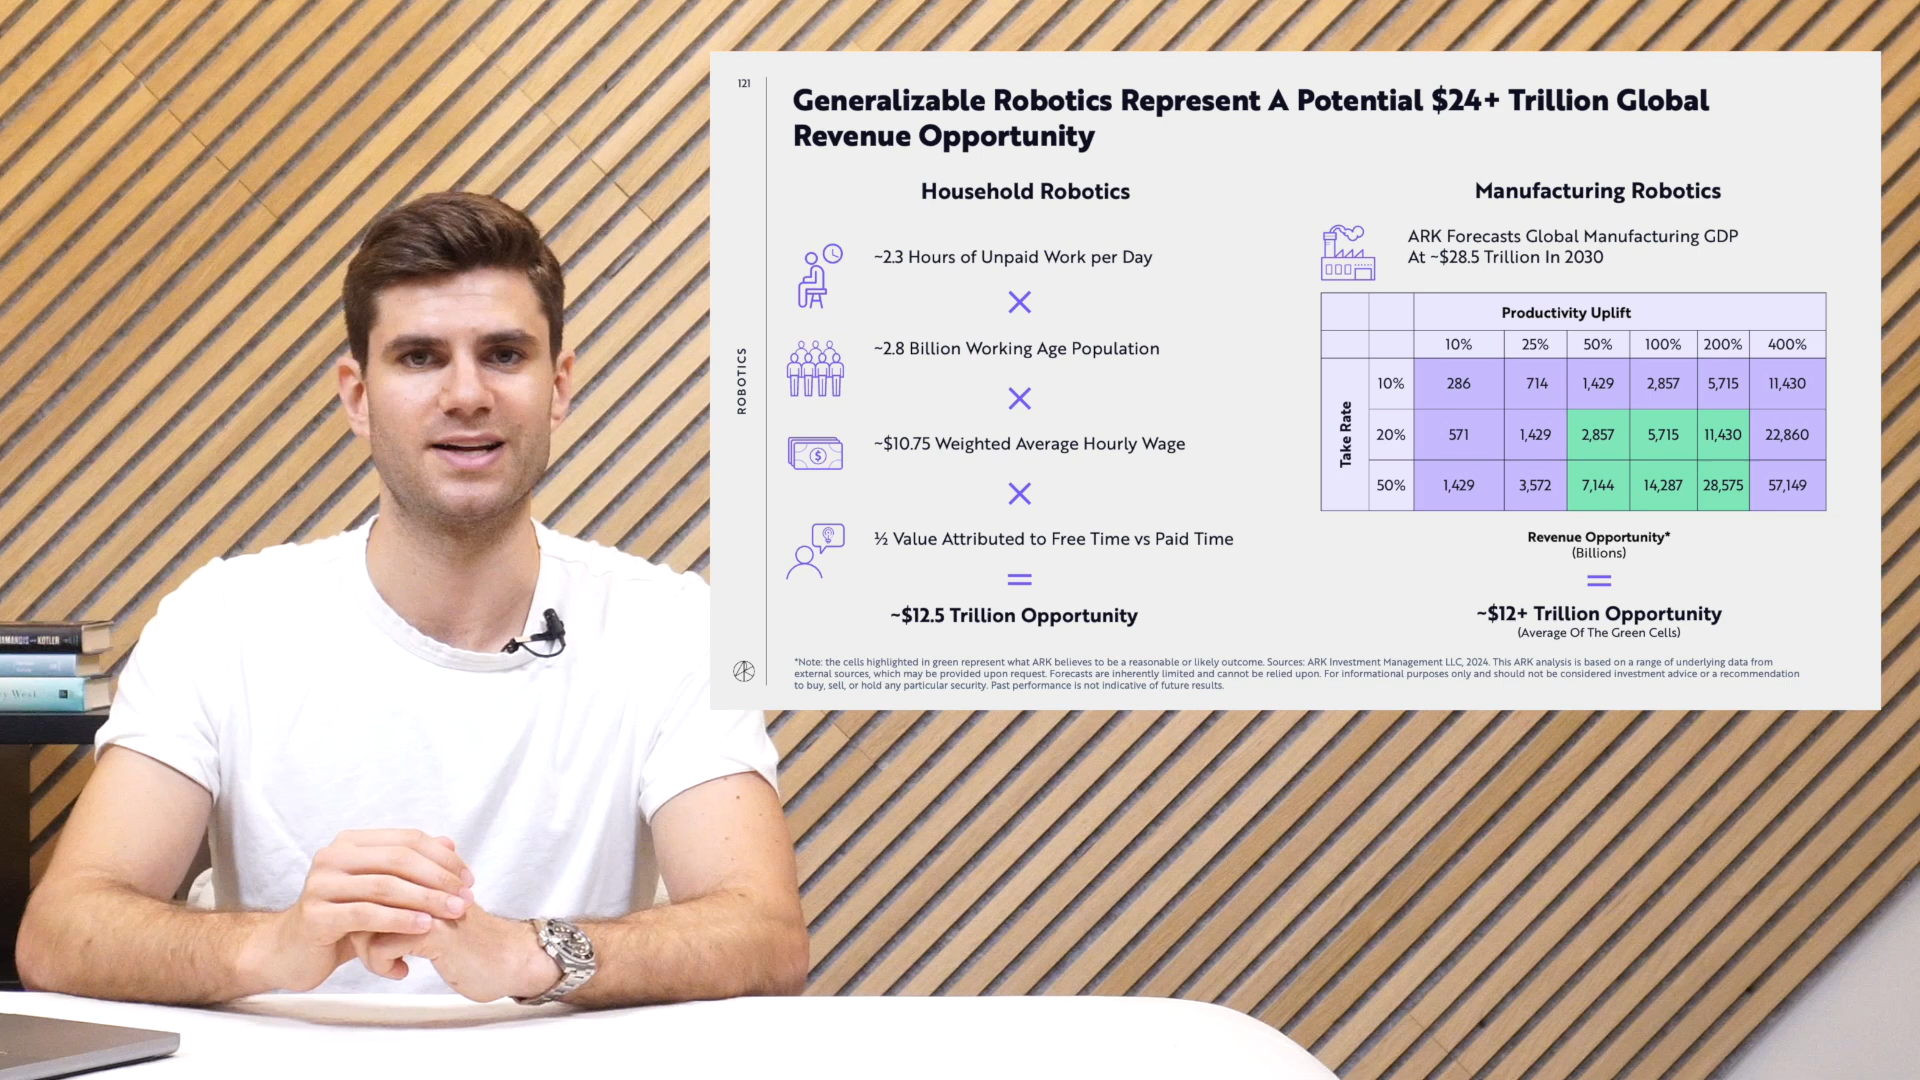 121
Generalizable Robotics Represent A Potential $24+ Trillion Global
Revenue Opportunity
ROBOTICS
Household Robotics
~2.3 Hours of Unpaid Work per Day
×
~2.8 Billion Working Age Population
×
~$10.75 Weighted Average Hourly Wage
×
½ Value Attributed to Free Time vs Paid Time
=
~$12.5 Trillion Opportunity
Manufacturing Robotics
ARK Forecasts Global Manufacturing GDP
At ~$28.5 Trillion In 2030
Productivity Uplift
10% 25% 50% 100% 200% 400%
Take Rate
10% 286 714 1,429 2,857 5,715 11,430
20% 571 1,429 2,857 5,715 11,430 22,860
50% 1,429 3,572 7,144 14,287 28,575 57,149
Revenue Opportunity*
(Billions)
=
~$12+ Trillion Opportunity
(Average Of The Green Cells)
*Note: the cells highlighted in green represent what ARK believes to be a reasonable or likely outcome. Sources: ARK Investment Management LLC, 2024. This ARK analysis is based on a range of underlying data from
external sources, which may be provided upon request. Forecasts are inherently limited and cannot be relied upon. For informational purposes only and should not be considered investment advice or a recommendation
to buy, sell, or hold any particular security. Past performance is not indicative of future results.
KOTLER
West